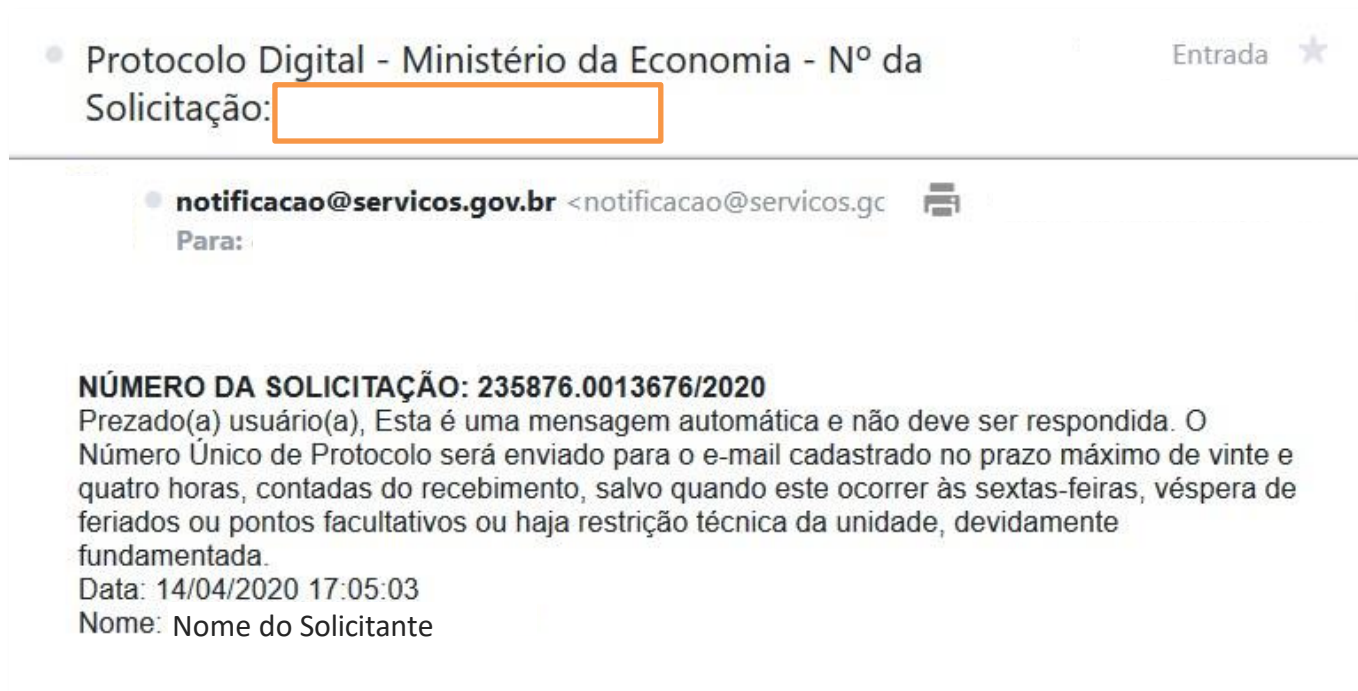 Protocolo Digital - Ministério da Economia - Nº da
Entrada
Solicitação:
notificacao@servicos.gov.br <notificacao@servicos.gc
Para:
NÚMERO DA SOLICITAÇÃO: 235876.0013676/2020
Prezado(a) usuário(a), Esta é uma mensagem automática e não deve ser respondida. O
Número Único de Protocolo será enviado para o e-mail cadastrado no prazo máximo de vinte e
quatro horas, contadas do recebimento, salvo quando este ocorrer às sextas-feiras, véspera de
feriados ou pontos facultativos ou haja restrição técnica da unidade, devidamente
fundamentada.
Data: 14/04/2020 17:05:03
Nome: Nome do Solicitante